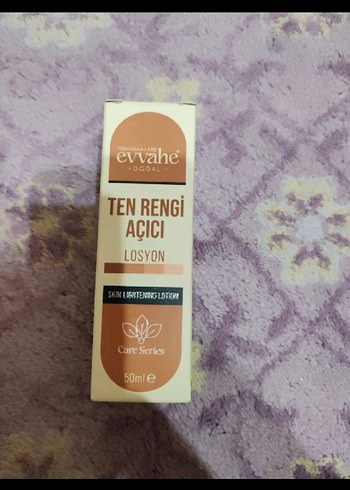 evvahe®
- DOĞAL -
TEN RENGİ
AÇICI
LOSYON
SKIN LIGHTENING LOTION
Care Series
50ml ℮